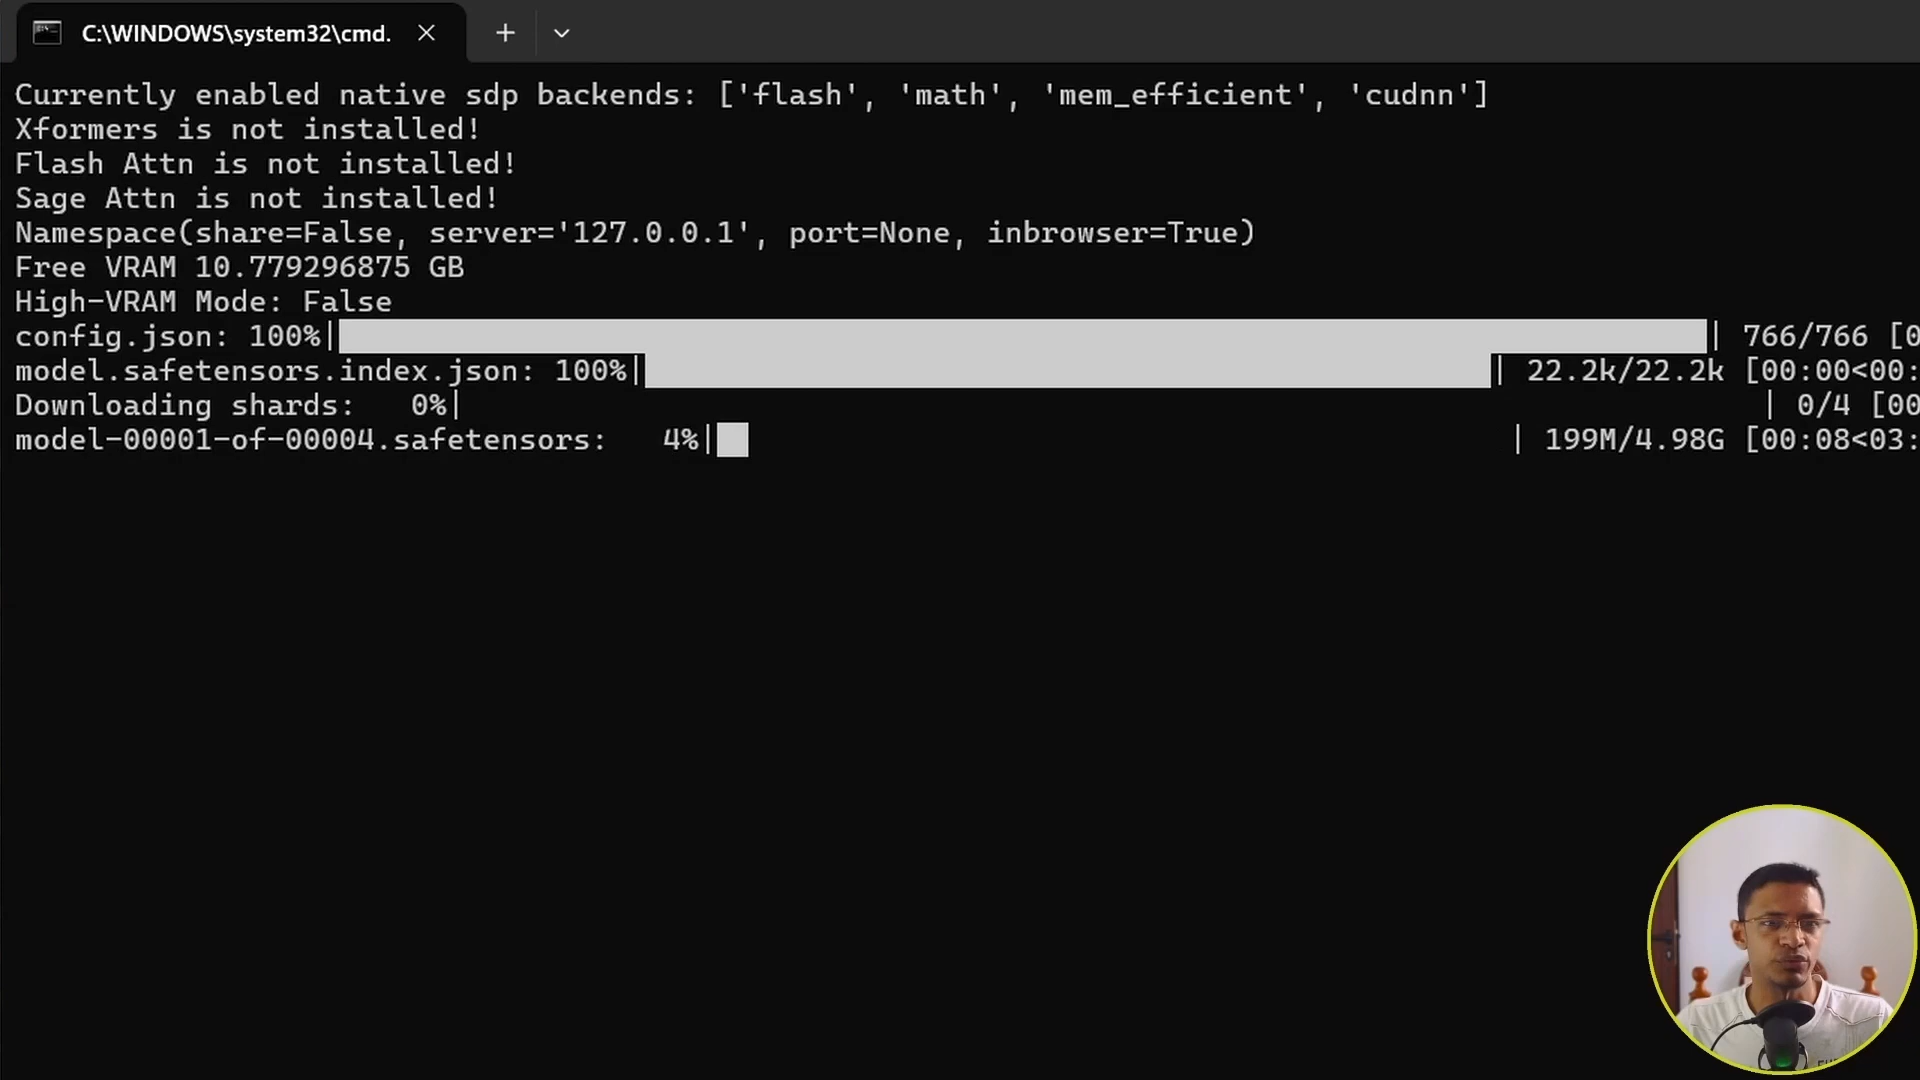 C:\WINDOWS\system32\cmd.
Currently enabled native sdp backends: ['flash', 'math', 'mem_efficient', 'cudnn']
Xformers is not installed!
Flash Attn is not installed!
Sage Attn is not installed!
Namespace(share=False, server='127.0.0.1', port=None, inbrowser=True)
Free VRAM 10.779296875 GB
High-VRAM Mode: False
config.json: 100%| | 766/766 [0
model.safetensors.index.json: 100%| | 22.2k/22.2k [00:00<00:
Downloading shards: 0%| | 0/4 [00
model-00001-of-00004.safetensors: 4%| | 199M/4.98G [00:08<03: